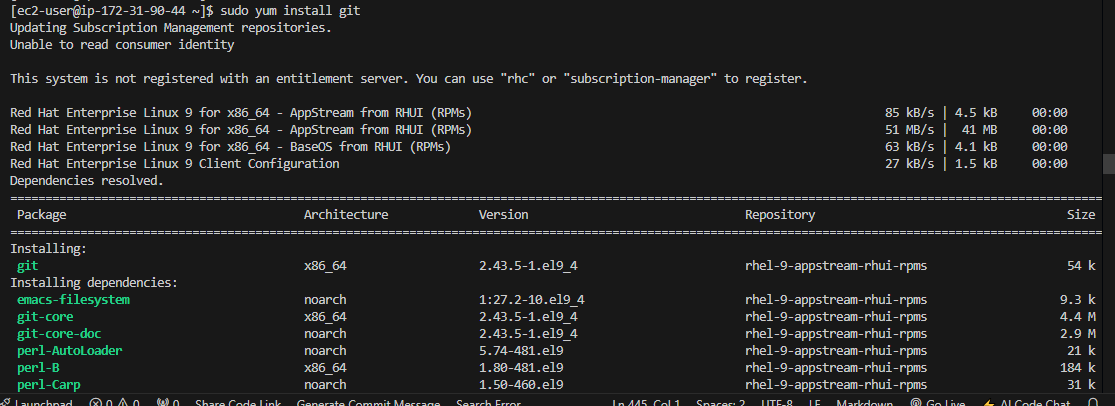 [ec2-user@ip-172-31-90-44 ~]$ sudo yum install git
Updating Subscription Management repositories.
Unable to read consumer identity
This system is not registered with an entitlement server. You can use "rhc" or "subscription-manager" to register.
Red Hat Enterprise Linux 9 for x86_64 - AppStream from RHUI (RPMs) 85 kB/s | 4.5 kB 00:00
Red Hat Enterprise Linux 9 for x86_64 - AppStream from RHUI (RPMs) 51 MB/s | 41 MB 00:00
Red Hat Enterprise Linux 9 for x86_64 - BaseOS from RHUI (RPMs) 63 kB/s | 4.1 kB 00:00
Red Hat Enterprise Linux 9 Client Configuration 27 kB/s | 1.5 kB 00:00
Dependencies resolved.
Package Architecture Version Repository Size
Installing:
git x86_64 2.43.5-1.el9_4 rhel-9-appstream-rhui-rpms 54 k
Installing dependencies:
emacs-filesystem noarch 1:27.2-10.el9_4 rhel-9-appstream-rhui-rpms 9.3 k
git-core x86_64 2.43.5-1.el9_4 rhel-9-appstream-rhui-rpms 4.4 M
git-core-doc noarch 2.43.5-1.el9_4 rhel-9-appstream-rhui-rpms 2.9 M
perl-AutoLoader noarch 5.74-481.el9 rhel-9-appstream-rhui-rpms 21 k
perl-B x86_64 1.80-481.el9 rhel-9-appstream-rhui-rpms 184 k
perl-Carp noarch 1.50-460.el9 rhel-9-appstream-rhui-rpms 31 k
Launchpad 0 0 0 Share Code Link Generate Commit Message Search Error Ln 445, Col 1 Spaces: 2 UTF-8 LF Markdown Go Live AI Code Chat